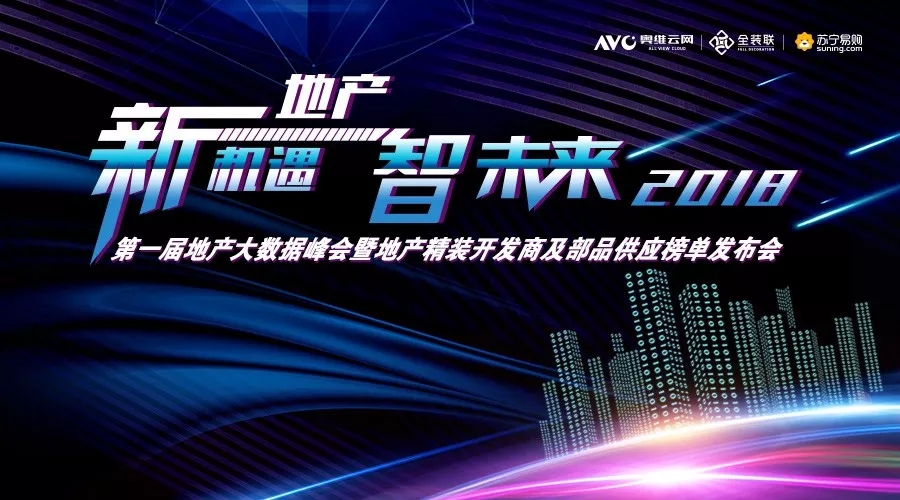 AVC 奥维云网 ALL VIEW CLOUD 全装联 FULL DECORATION 苏宁易购 suning.com
新地产
机遇 智未来 2018
第一届地产大数据峰会暨地产精装开发商及部品供应榜单发布会